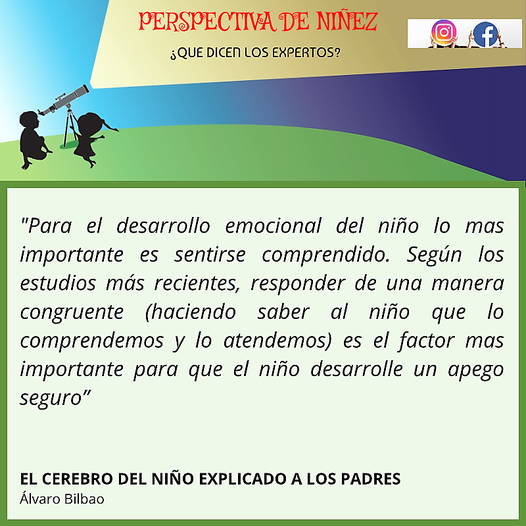 PERSPECTIVA DE NIÑEZ
¿QUE DICEN LOS EXPERTOS?
"Para el desarrollo emocional del niño lo mas
importante es sentirse comprendido. Según los
estudios más recientes, responder de una manera
congruente (haciendo saber al niño que lo
comprendemos y lo atendemos) es el factor mas
importante para que el niño desarrolle un apego
seguro”
EL CEREBRO DEL NIÑO EXPLICADO A LOS PADRES
Álvaro Bilbao